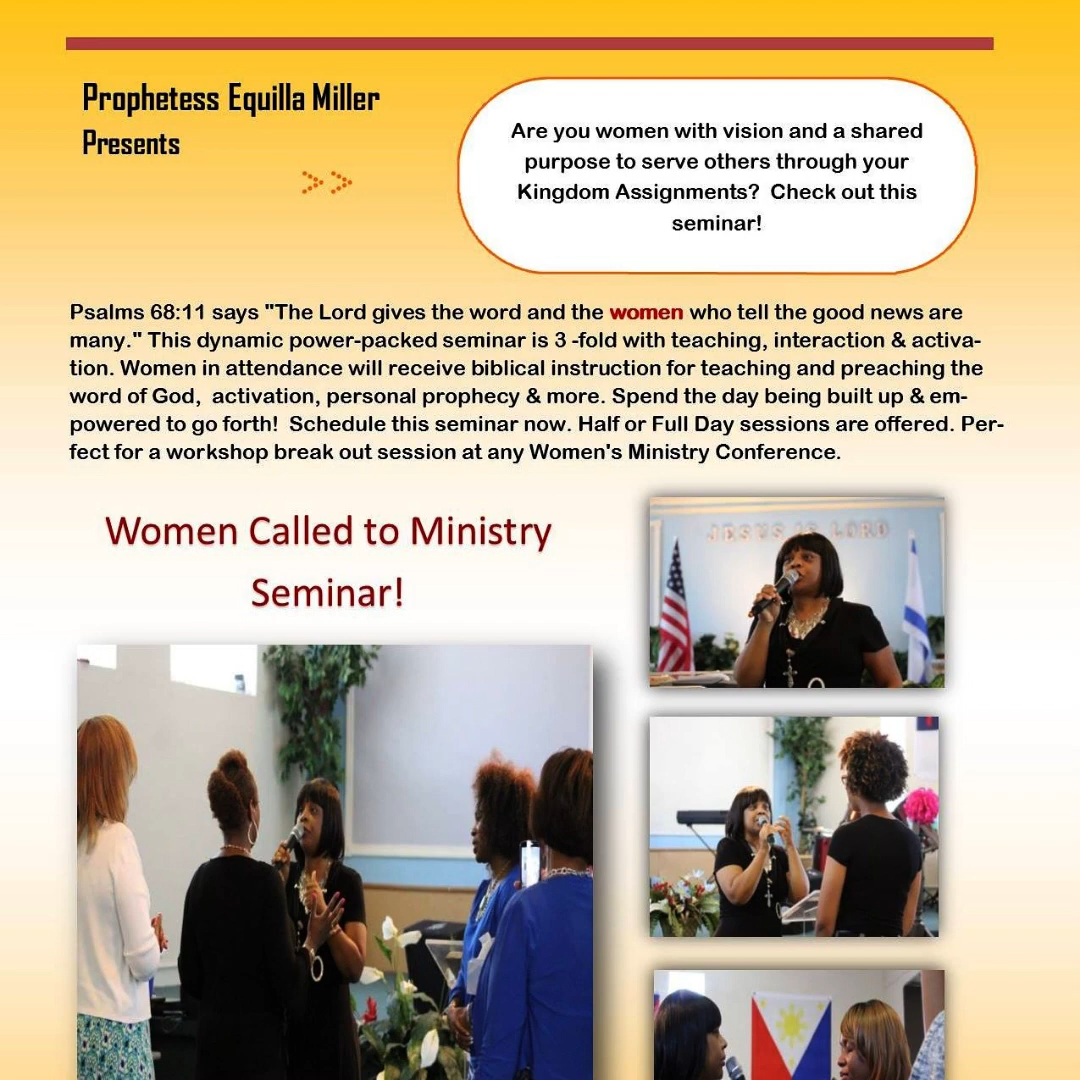 Prophetess Equilla Miller
Presents
>>
Are you women with vision and a shared
purpose to serve others through your
Kingdom Assignments?  Check out this
seminar!
Psalms 68:11 says "The Lord gives the word and the women who tell the good news are
many." This dynamic power-packed seminar is 3 -fold with teaching, interaction & activa-
tion. Women in attendance will receive biblical instruction for teaching and preaching the
word of God,  activation, personal prophecy & more. Spend the day being built up & em-
powered to go forth!  Schedule this seminar now. Half or Full Day sessions are offered. Per-
fect for a workshop break out session at any Women's Ministry Conference.
Women Called to Ministry
Seminar!
JESUS IS LORD